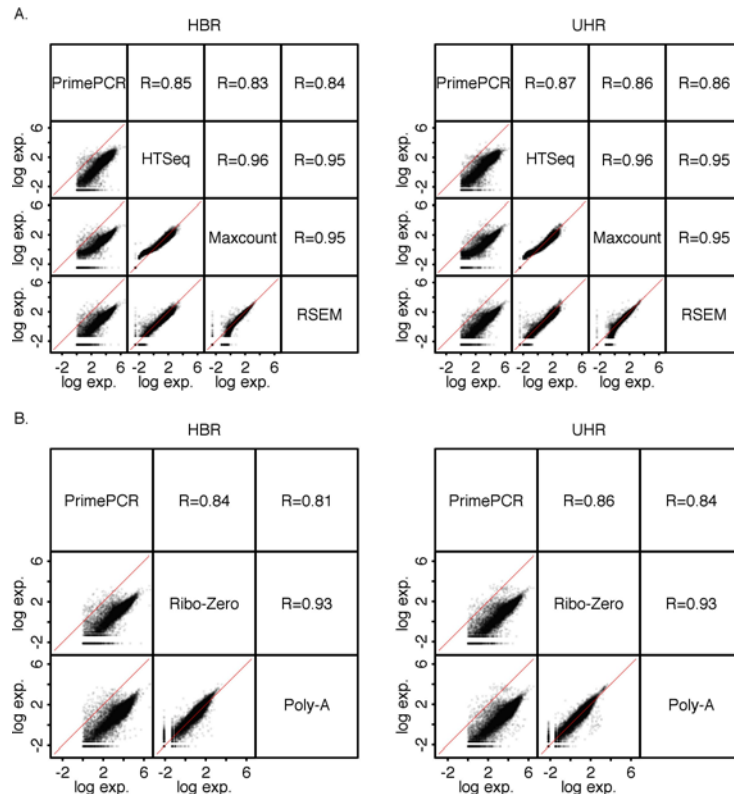 A.
HBR
UHR
PrimePCR R=0.85 R=0.83 R=0.84
PrimePCR R=0.87 R=0.86 R=0.86
log exp. -2 2 6
HTSeq R=0.96 R=0.95
log exp. -2 2 6
HTSeq R=0.96 R=0.95
log exp. -2 2 6
Maxcount R=0.95
log exp. -2 2 6
Maxcount R=0.95
log exp. -2 2 6
RSEM
log exp. -2 2 6
RSEM
-2 2 6 -2 2 6 -2 2 6
log exp. log exp. log exp.
-2 2 6 -2 2 6 -2 2 6
log exp. log exp. log exp.
B.
HBR
UHR
PrimePCR R=0.84 R=0.81
PrimePCR R=0.86 R=0.84
log exp. -2 2 6
Ribo-Zero R=0.93
log exp. -2 2 6
Ribo-Zero R=0.93
log exp. -2 2 6
Poly-A
log exp. -2 2 6
Poly-A
-2 2 6 -2 2 6
log exp. log exp.
-2 2 6 -2 2 6
log exp. log exp.